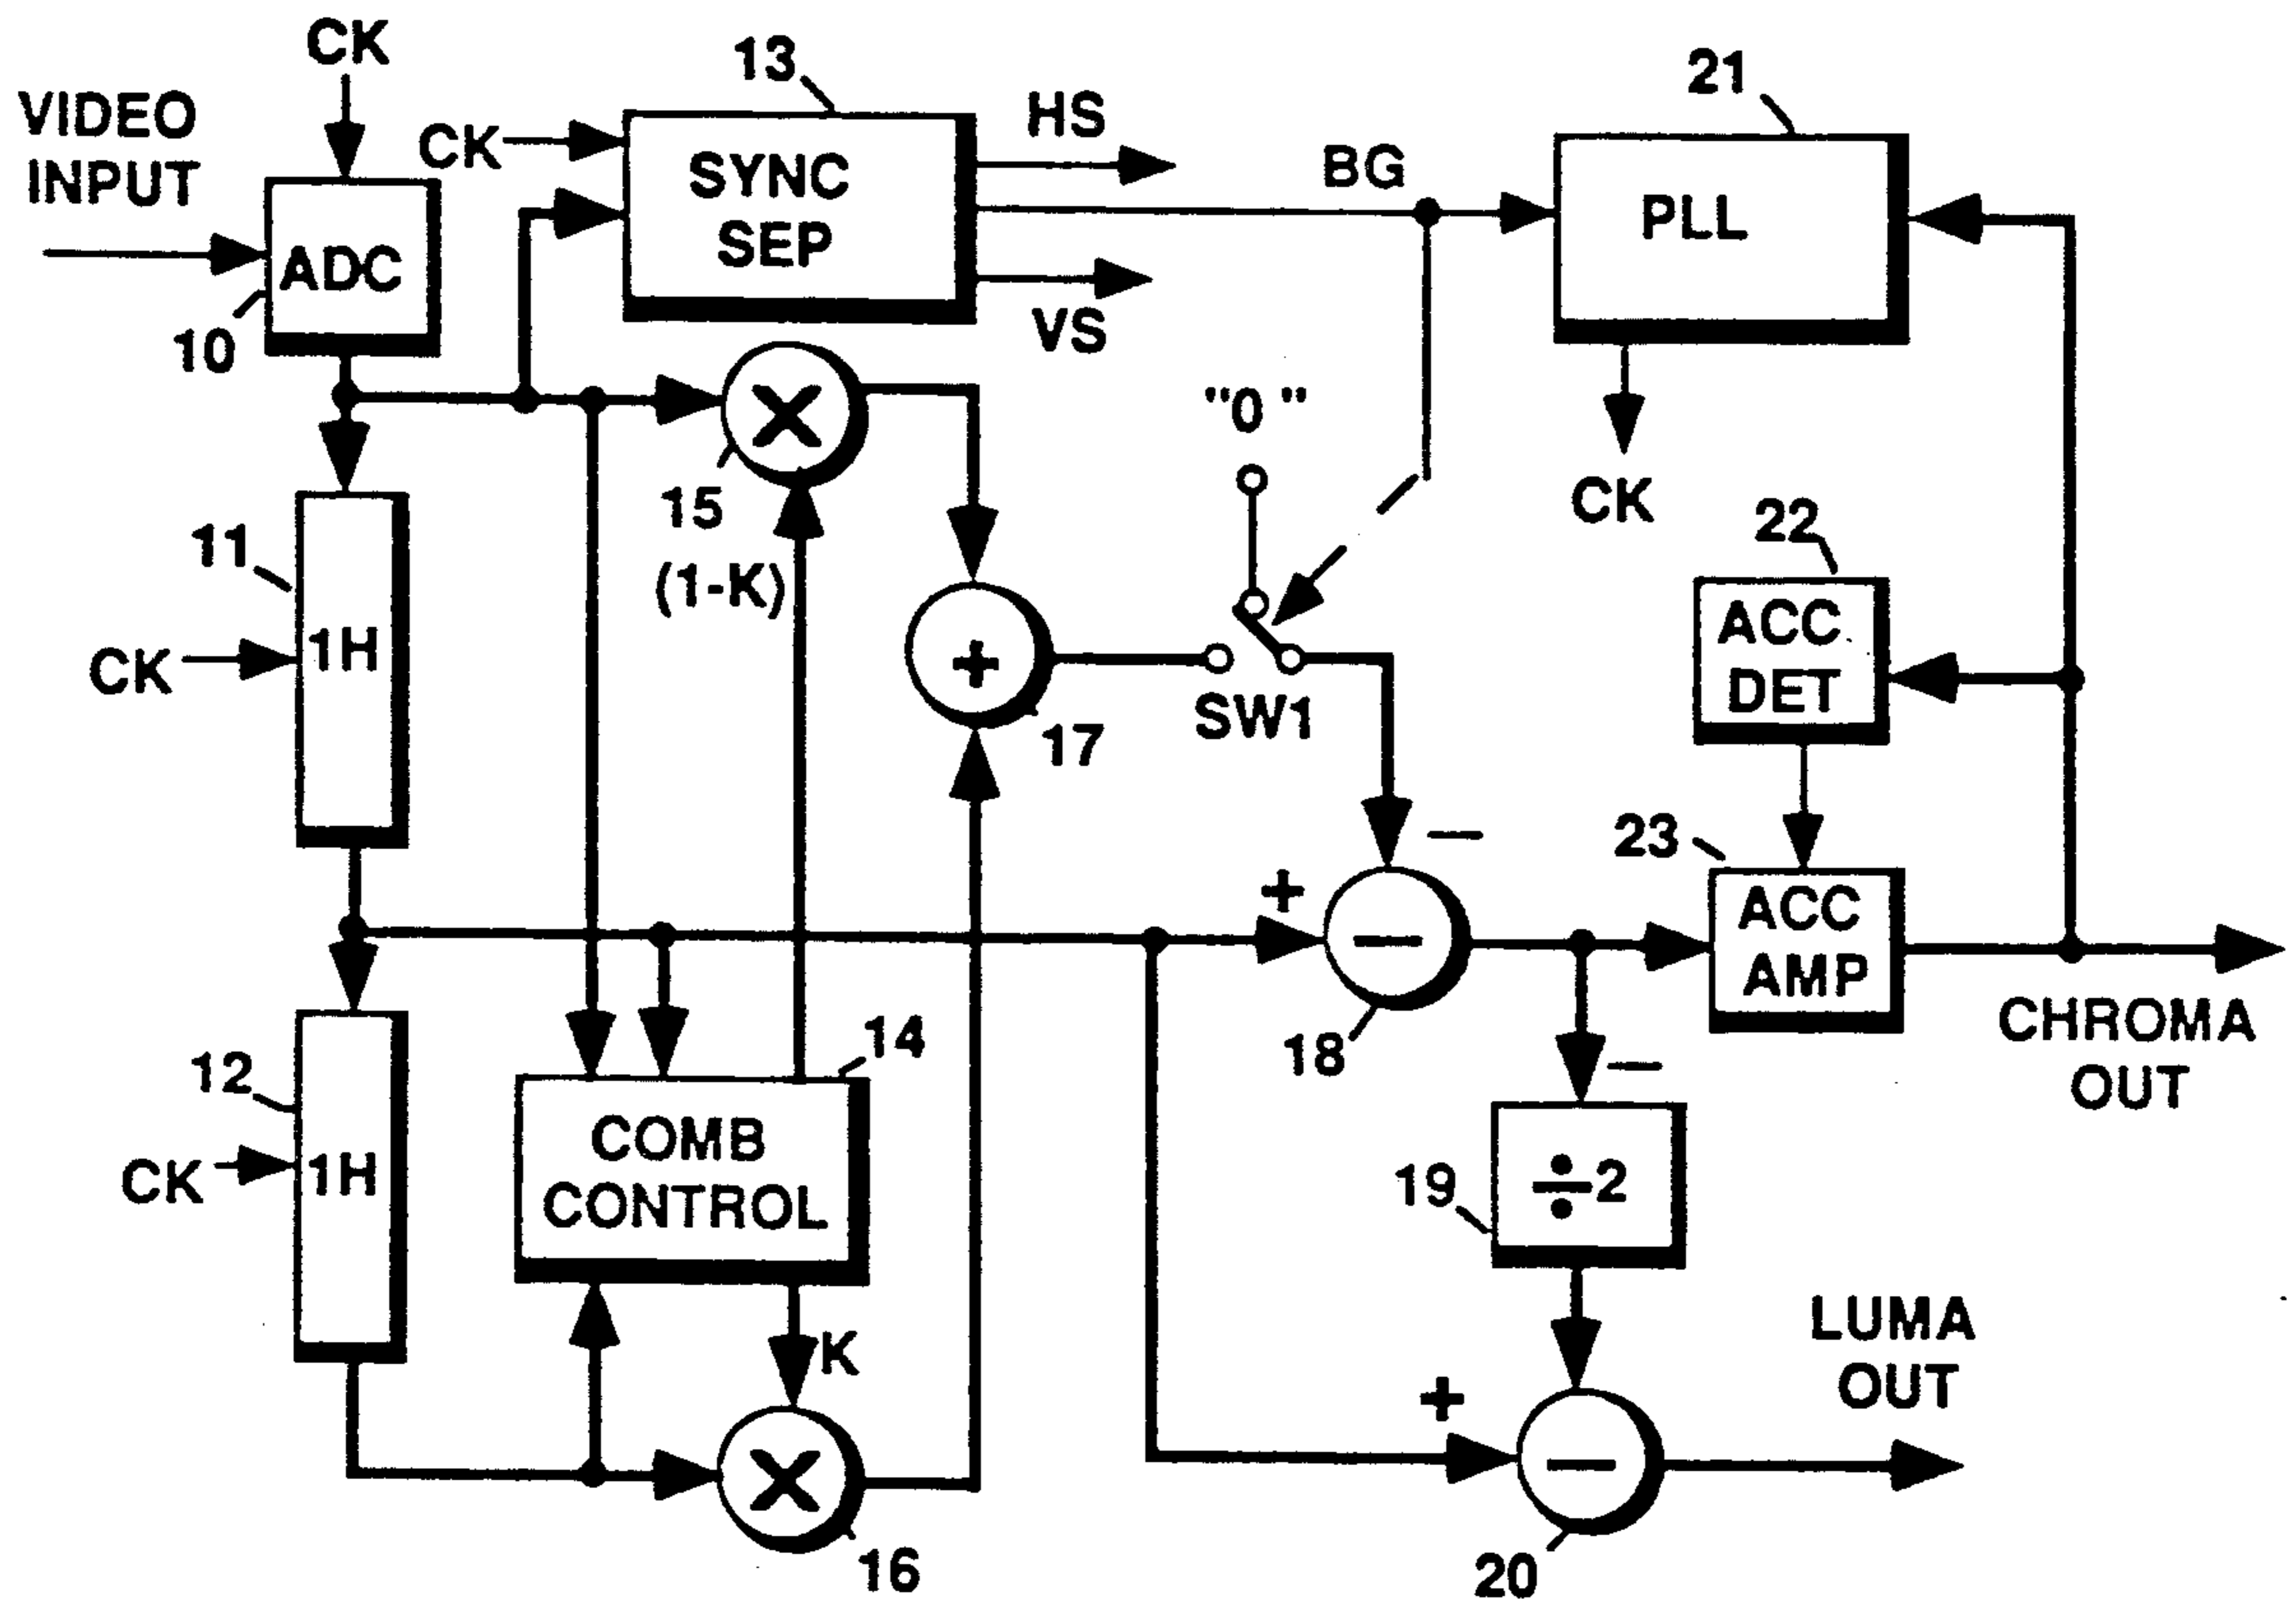 CK
VIDEO
INPUT
ADC
10
CK
13
SYNC
SEP
HS
BG
VS
21
PLL
CK
"0"
15
(1-K)
11
1H
CK
17
SW1
22
ACC
DET
23
ACC
AMP
CHROMA
OUT
18
12
1H
CK
14
COMB
CONTROL
K
16
19
÷2
LUMA
OUT
20
+
−
−
+
−
−
+
×
×